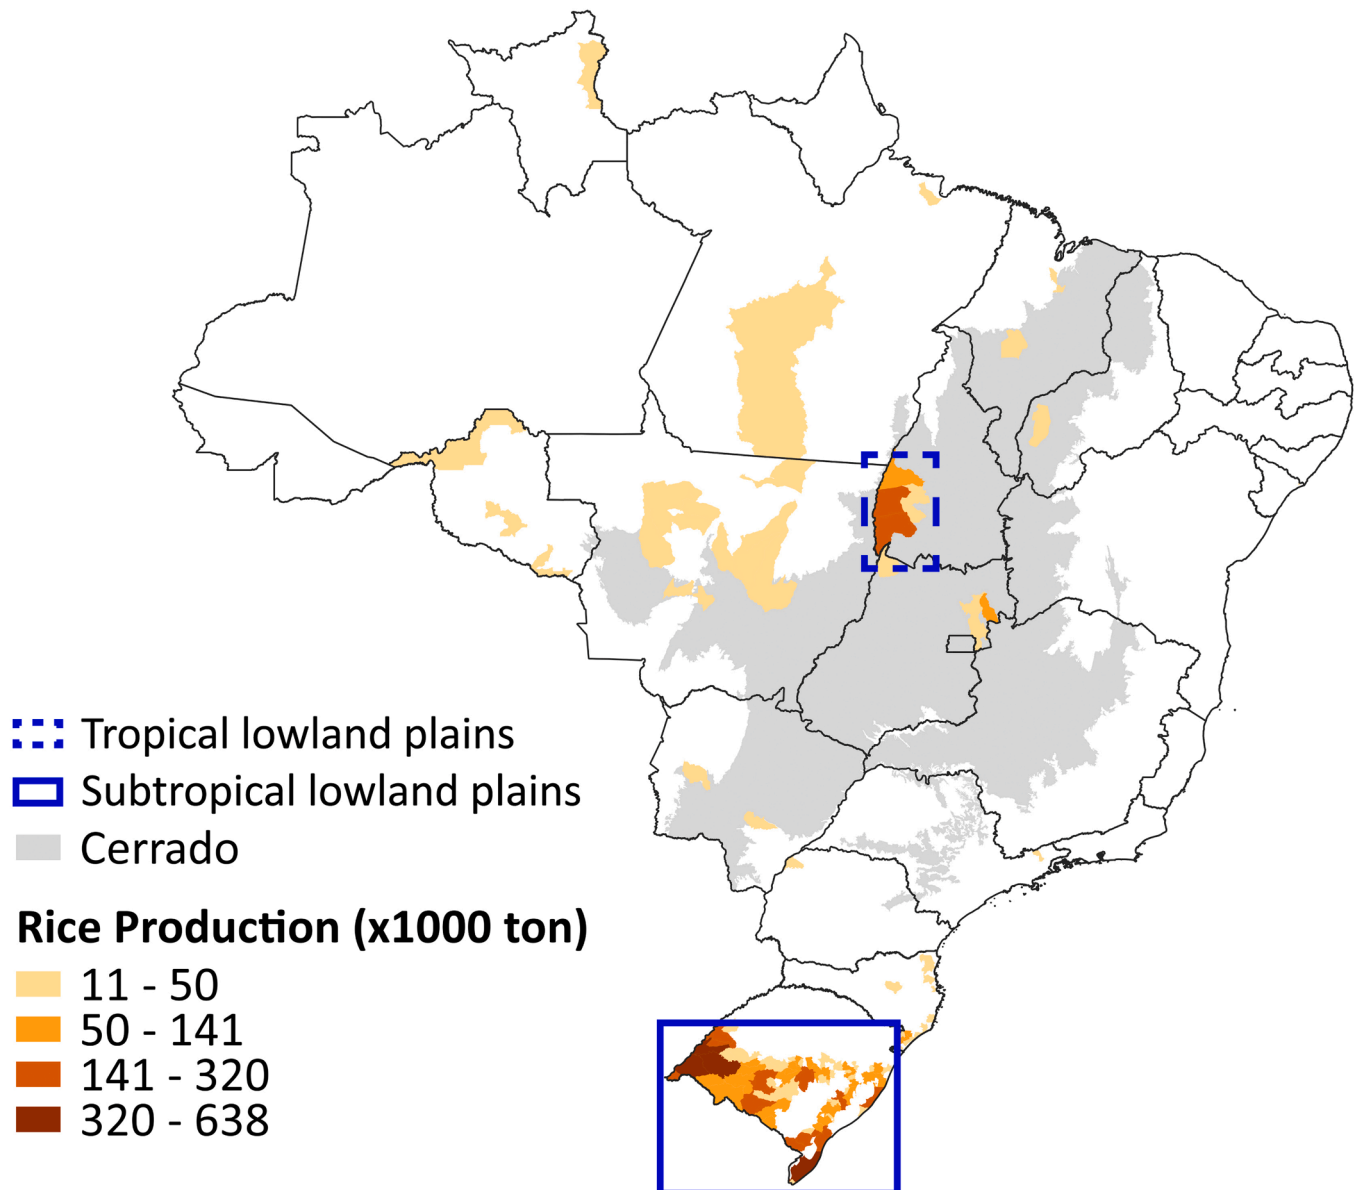 Tropical lowland plains
Subtropical lowland plains
Cerrado
Rice Production (x1000 ton)
11 - 50
50 - 141
141 - 320
320 - 638